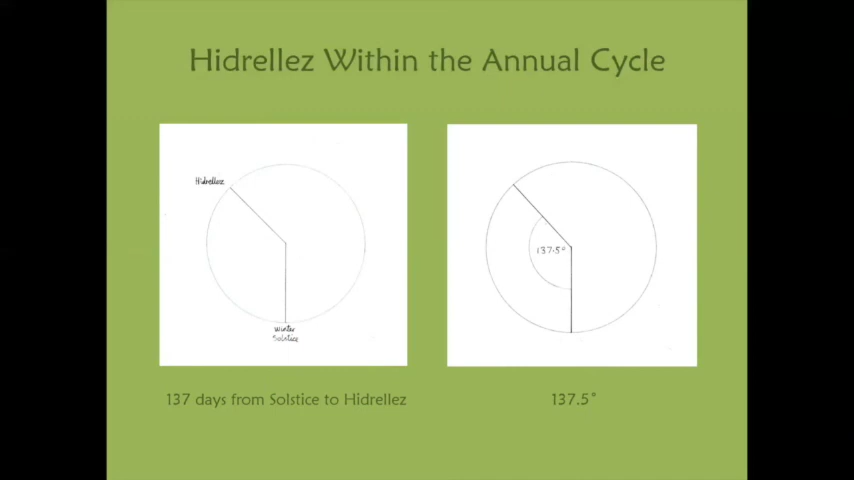 Hidrellez Within the Annual Cycle
Hidrellez
Winter
Solstice
137.5°
137 days from Solstice to Hidrellez
137.5°